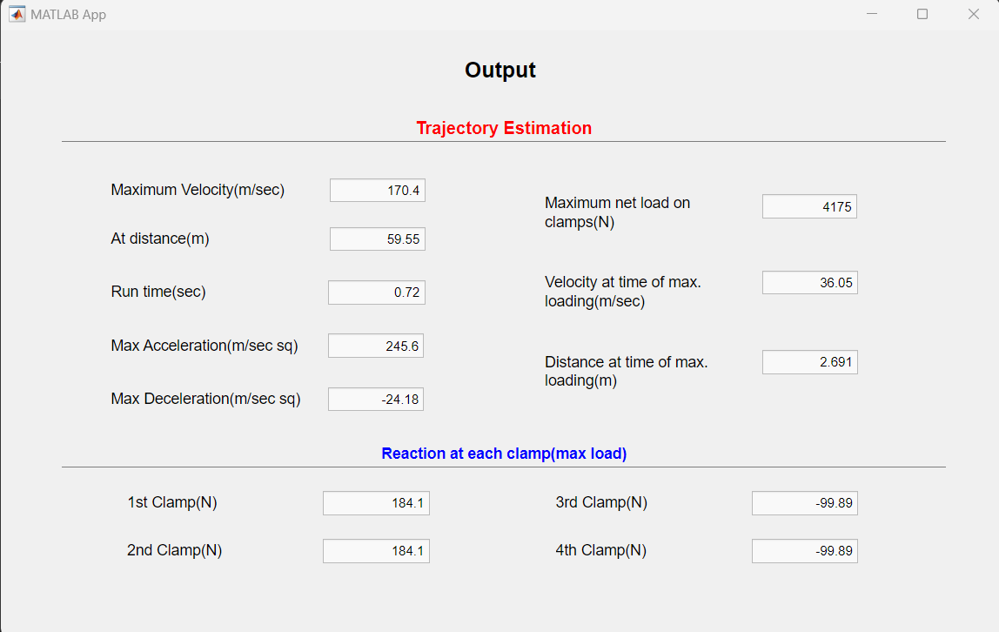 MATLAB App
Output
Trajectory Estimation
Maximum Velocity(m/sec) 170.4
At distance(m) 59.55
Run time(sec) 0.72
Max Acceleration(m/sec sq) 245.6
Max Deceleration(m/sec sq) -24.18
Maximum net load on
clamps(N) 4175
Velocity at time of max.
loading(m/sec) 36.05
Distance at time of max.
loading(m) 2.691
Reaction at each clamp(max load)
1st Clamp(N) 184.1
2nd Clamp(N) 184.1
3rd Clamp(N) -99.89
4th Clamp(N) -99.89